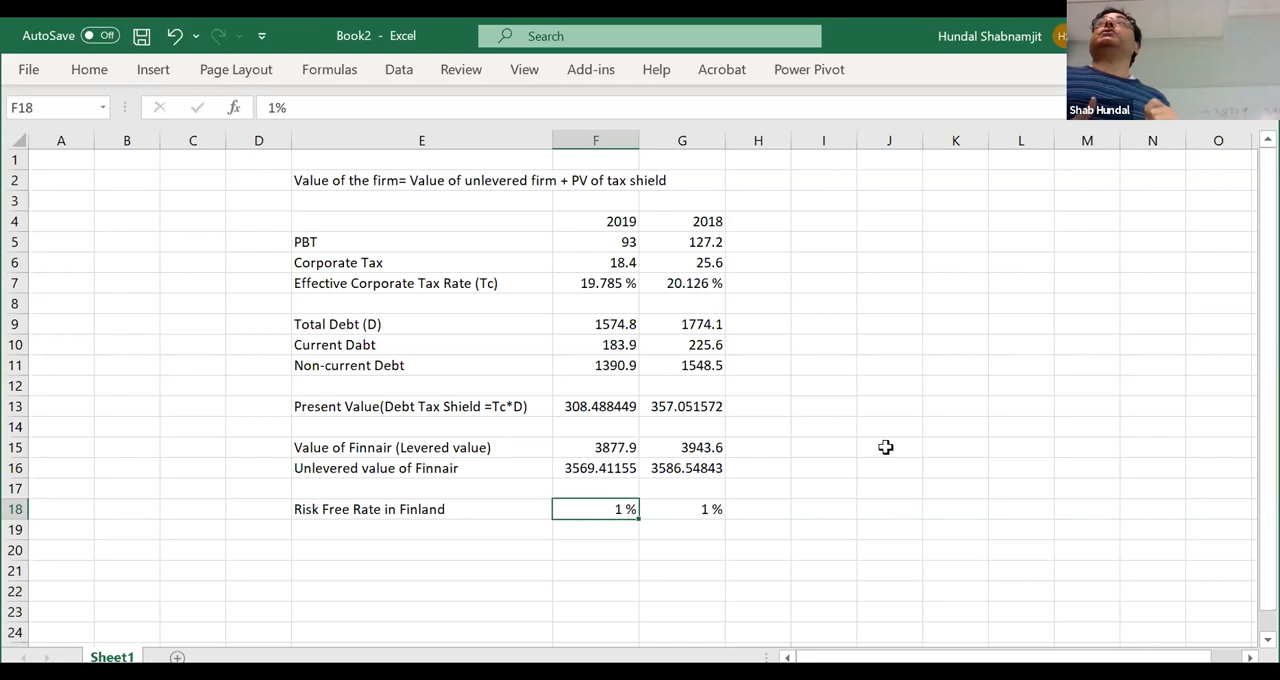 AutoSave Off Book2 - Excel Search Hundal Shabnamjit
File Home Insert Page Layout Formulas Data Review View Add-ins Help Acrobat Power Pivot
Shab Hundal
F18 fx 1%
A B C D E F G H I J K L M N O
1
2 Value of the firm= Value of unlevered firm + PV of tax shield
3
4 2019 2018
5 PBT 93 127.2
6 Corporate Tax 18.4 25.6
7 Effective Corporate Tax Rate (Tc) 19.785 % 20.126 %
8
9 Total Debt (D) 1574.8 1774.1
10 Current Dabt 183.9 225.6
11 Non-current Debt 1390.9 1548.5
12
13 Present Value(Debt Tax Shield =Tc*D) 308.488449 357.051572
14
15 Value of Finnair (Levered value) 3877.9 3943.6
16 Unlevered value of Finnair 3569.41155 3586.54843
17
18 Risk Free Rate in Finland 1 % 1 %
19
20
21
22
23
24
Sheet1